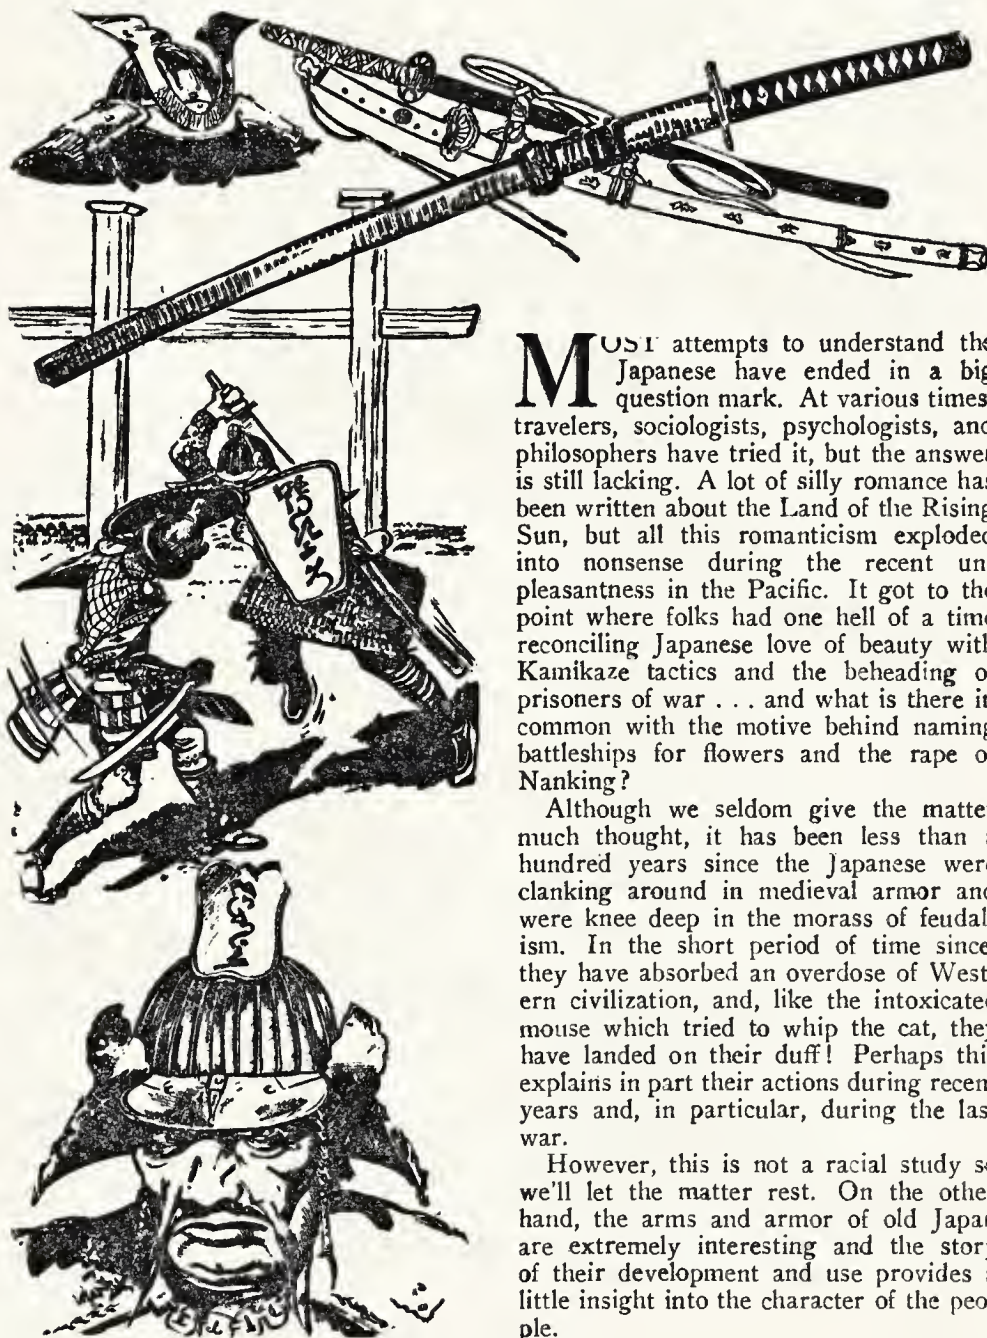 MUST attempts to understand the
Japanese have ended in a big
question mark. At various times
travelers, sociologists, psychologists, and
philosophers have tried it, but the answer
is still lacking. A lot of silly romance has
been written about the Land of the Rising
Sun, but all this romanticism exploded
into nonsense during the recent un
pleasantness in the Pacific. It got to the
point where folks had one hell of a time
reconciling Japanese love of beauty with
Kamikaze tactics and the beheading o
prisoners of war . . . and what is there in
common with the motive behind naming
battleships for flowers and the rape o
Nanking?
Although we seldom give the matte
much thought, it has been less than
hundred years since the Japanese wer
clanking around in medieval armor and
were knee deep in the morass of feudal
ism. In the short period of time since
they have absorbed an overdose of West
ern civilization, and, like the intoxicated
mouse which tried to whip the cat, they
have landed on their duff! Perhaps thi
explains in part their actions during recen
years and, in particular, during the las
war.
However, this is not a racial study s
we'll let the matter rest. On the othe
hand, the arms and armor of old Japan
are extremely interesting and the story
of their development and use provides
little insight into the character of the peo
ple.